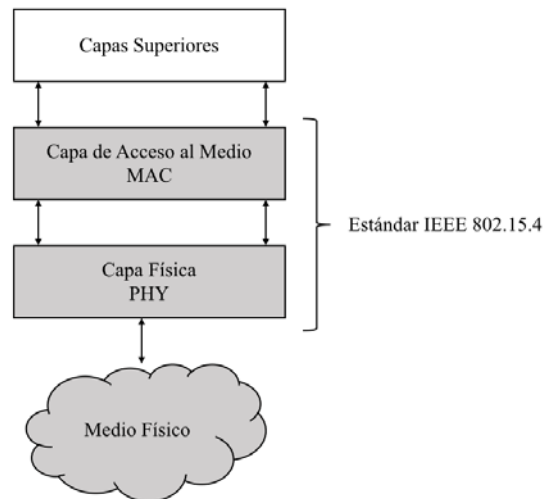 Capas Superiores
Capa de Acceso al Medio
MAC
Estándar IEEE 802.15.4
Capa Física
PHY
Medio Físico